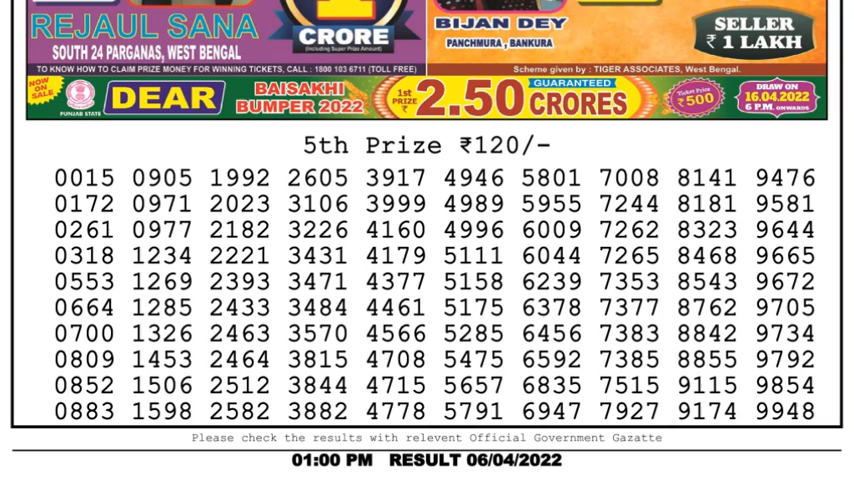 REJAUL SANA
SOUTH 24 PARGANAS, WEST BENGAL
1
CRORE
(Including Super Prize Amount)
BIJAN DEY
PANCHMURA , BANKURA
SELLER
₹ 1 LAKH
TO KNOW HOW TO CLAIM PRIZE MONEY FOR WINNING TICKETS, CALL : 1800 103 6711 (TOLL FREE)
Scheme given by : TIGER ASSOCIATES, West Bengal.
NOW ON SALE
PUNJAB STATE
DEAR
BAISAKHI
BUMPER 2022
1st PRIZE ₹
2.50
GUARANTEED
CRORES
Ticket Price
₹500
DRAW ON
16.04.2022
6 P.M. ONWARDS
5th Prize ₹120/-
0015 0905 1992 2605 3917 4946 5801 7008 8141 9476
0172 0971 2023 3106 3999 4989 5955 7244 8181 9581
0261 0977 2182 3226 4160 4996 6009 7262 8323 9644
0318 1234 2221 3431 4179 5111 6044 7265 8468 9665
0553 1269 2393 3471 4377 5158 6239 7353 8543 9672
0664 1285 2433 3484 4461 5175 6378 7377 8762 9705
0700 1326 2463 3570 4566 5285 6456 7383 8842 9734
0809 1453 2464 3815 4708 5475 6592 7385 8855 9792
0852 1506 2512 3844 4715 5657 6835 7515 9115 9854
0883 1598 2582 3882 4778 5791 6947 7927 9174 9948
Please check the results with relevent Official Government Gazatte
01:00 PM RESULT 06/04/2022